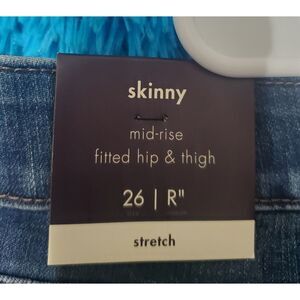 skinny
mid-rise
fitted hip & thigh
26 | R"
stretch